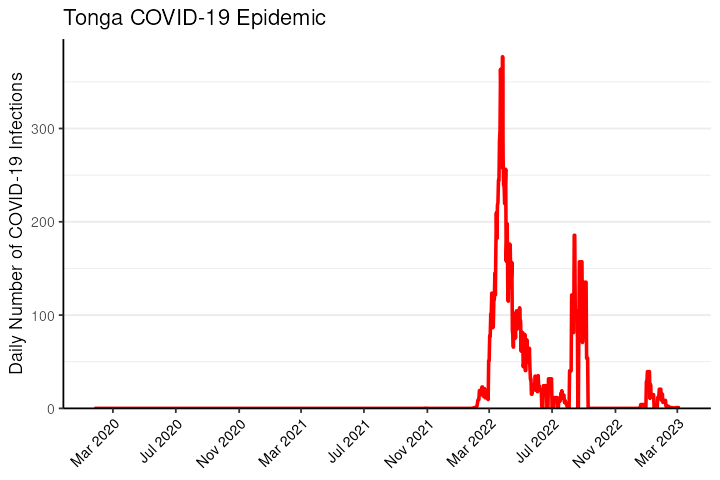 Tonga COVID-19 Epidemic
Daily Number of COVID-19 Infections
300
200
100
0
Mar 2020
Jul 2020
Nov 2020
Mar 2021
Jul 2021
Nov 2021
Mar 2022
Jul 2022
Nov 2022
Mar 2023